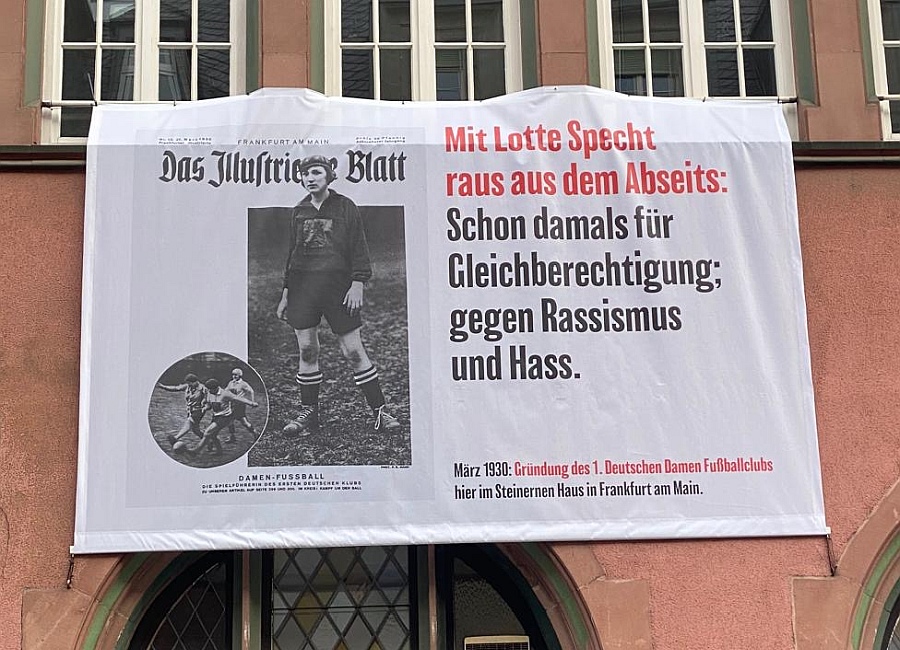 FRANKFURT AM MAIN
Das Illustrie e Blatt
DAMEN-FUSSBALL
DIE SPIELFÜHRERIN DES ERSTEN DEUTSCHEN KLUBS
Mit Lotte Specht
raus aus dem Abseits:
Schon damals für
Gleichberechtigung;
gegen Rassismus
und Hass.
März 1930: Gründung des 1. Deutschen Damen Fußballclubs
hier im Steinernen Haus in Frankfurt am Main.